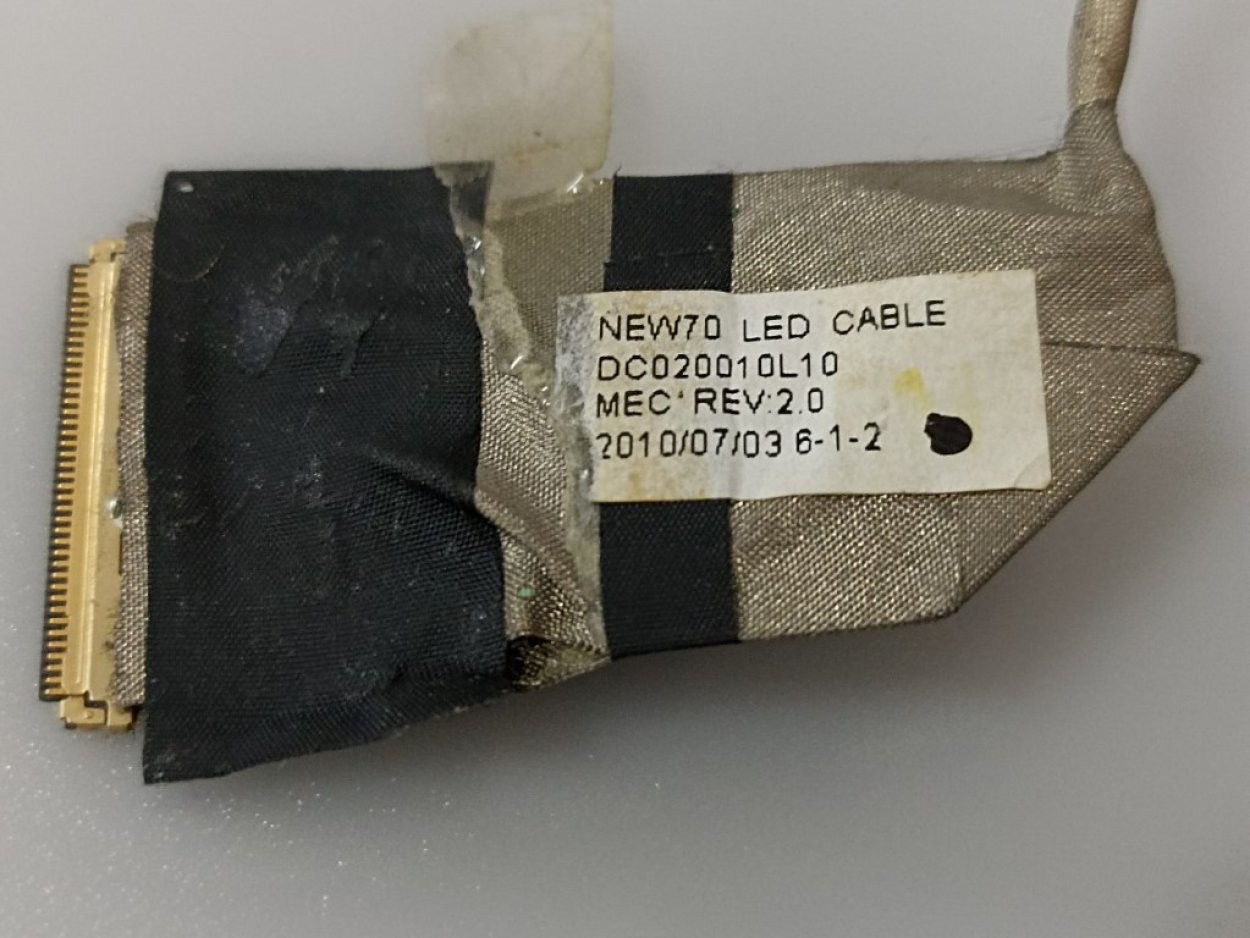 NEW70 LED CABLE
DC020010L10
MEC' REV:2.0
2010/07/03 6-1-2